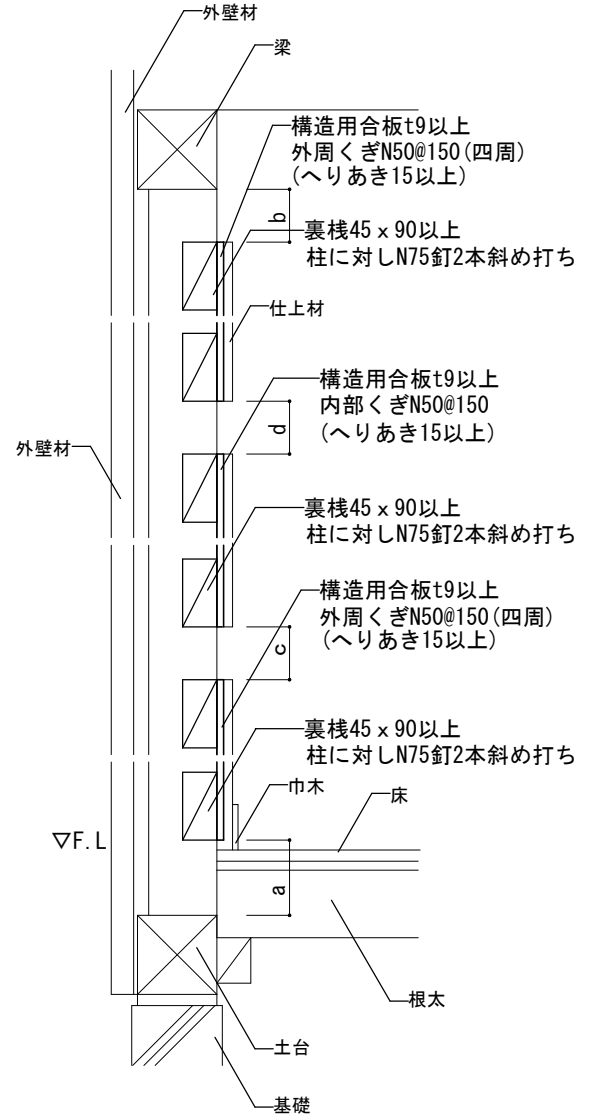 外壁材
梁
構造用合板t9以上
外周くぎN50@150(四周)
(へりあき15以上)
b
裏桟45ｘ90以上
柱に対しN75釘2本斜め打ち
仕上材
構造用合板t9以上
内部くぎN50@150
(へりあき15以上)
d
外壁材
裏桟45ｘ90以上
柱に対しN75釘2本斜め打ち
構造用合板t9以上
外周くぎN50@150(四周)
(へりあき15以上)
c
裏桟45ｘ90以上
柱に対しN75釘2本斜め打ち
巾木
床
▽F.L
a
根太
土台
基礎